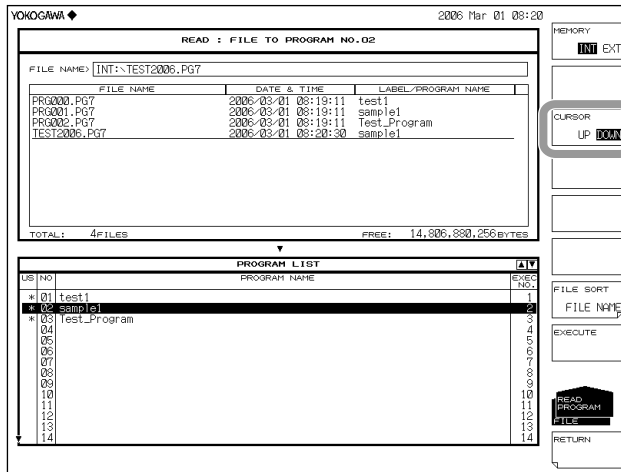 YOKOGAWA ◆ 2006 Mar 01 08:20
READ : FILE TO PROGRAM NO.02
FILE NAME> INT:\TEST2006.PG7
FILE NAME DATE & TIME LABEL/PROGRAM NAME
PRG000.PG7 2006/03/01 08:19:11 test1
PRG001.PG7 2006/03/01 08:19:11 sample1
PRG002.PG7 2006/03/01 08:19:11 Test_Program
TEST2006.PG7 2006/03/01 08:20:30 sample1
TOTAL: 4FILES FREE: 14,806,880,256BYTES
▼
PROGRAM LIST ▲▼
US NO PROGRAM NAME EXEC NO.
* 01 test1 1
* 02 sample1 2
* 03 Test_Program 3
04 4
05 5
06 6
07 7
08 8
09 9
10 10
11 11
12 12
13 13
14 14
MEMORY
INT EXT
CURSOR
UP DOWN
FILE SORT
FILE NAME
EXECUTE
READ
PROGRAM
FILE
RETURN